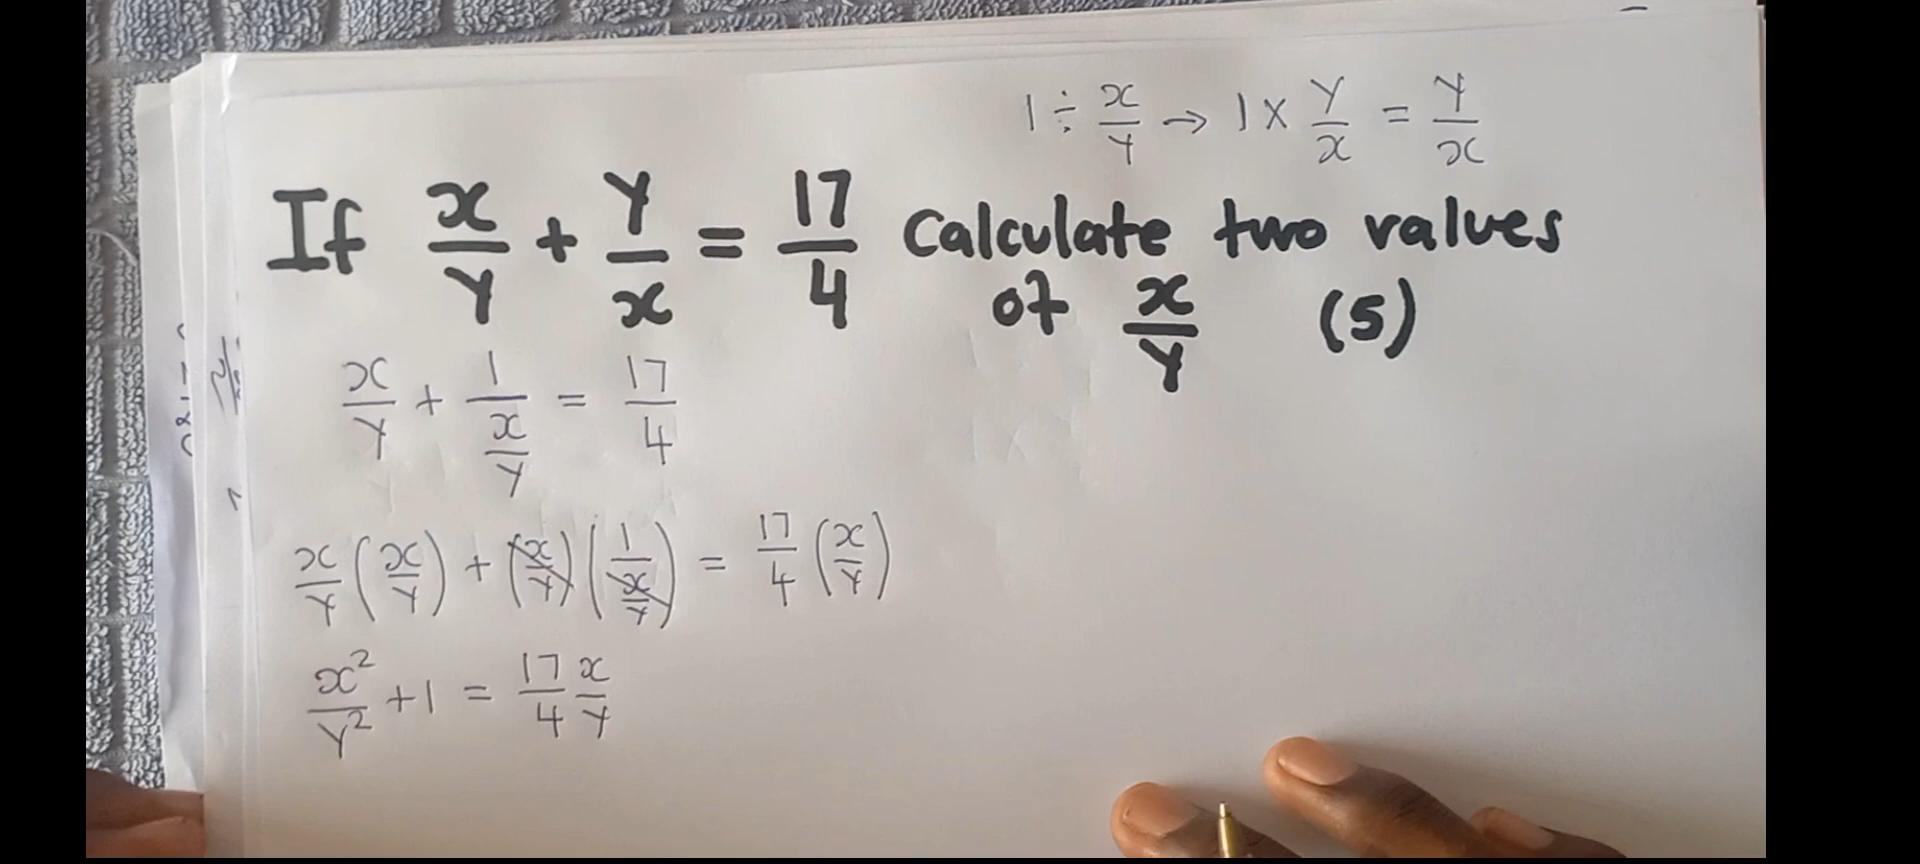 1 ÷ x/y → 1 × y/x = y/x
If x/y + y/x = 17/4 Calculate two values
of x/y (5)
x/y + 1/(x/y) = 17/4
x/y (x/y) + (x/y) (1/(x/y)) = 17/4 (x/y)
x²/y² + 1 = 17/4 x/y